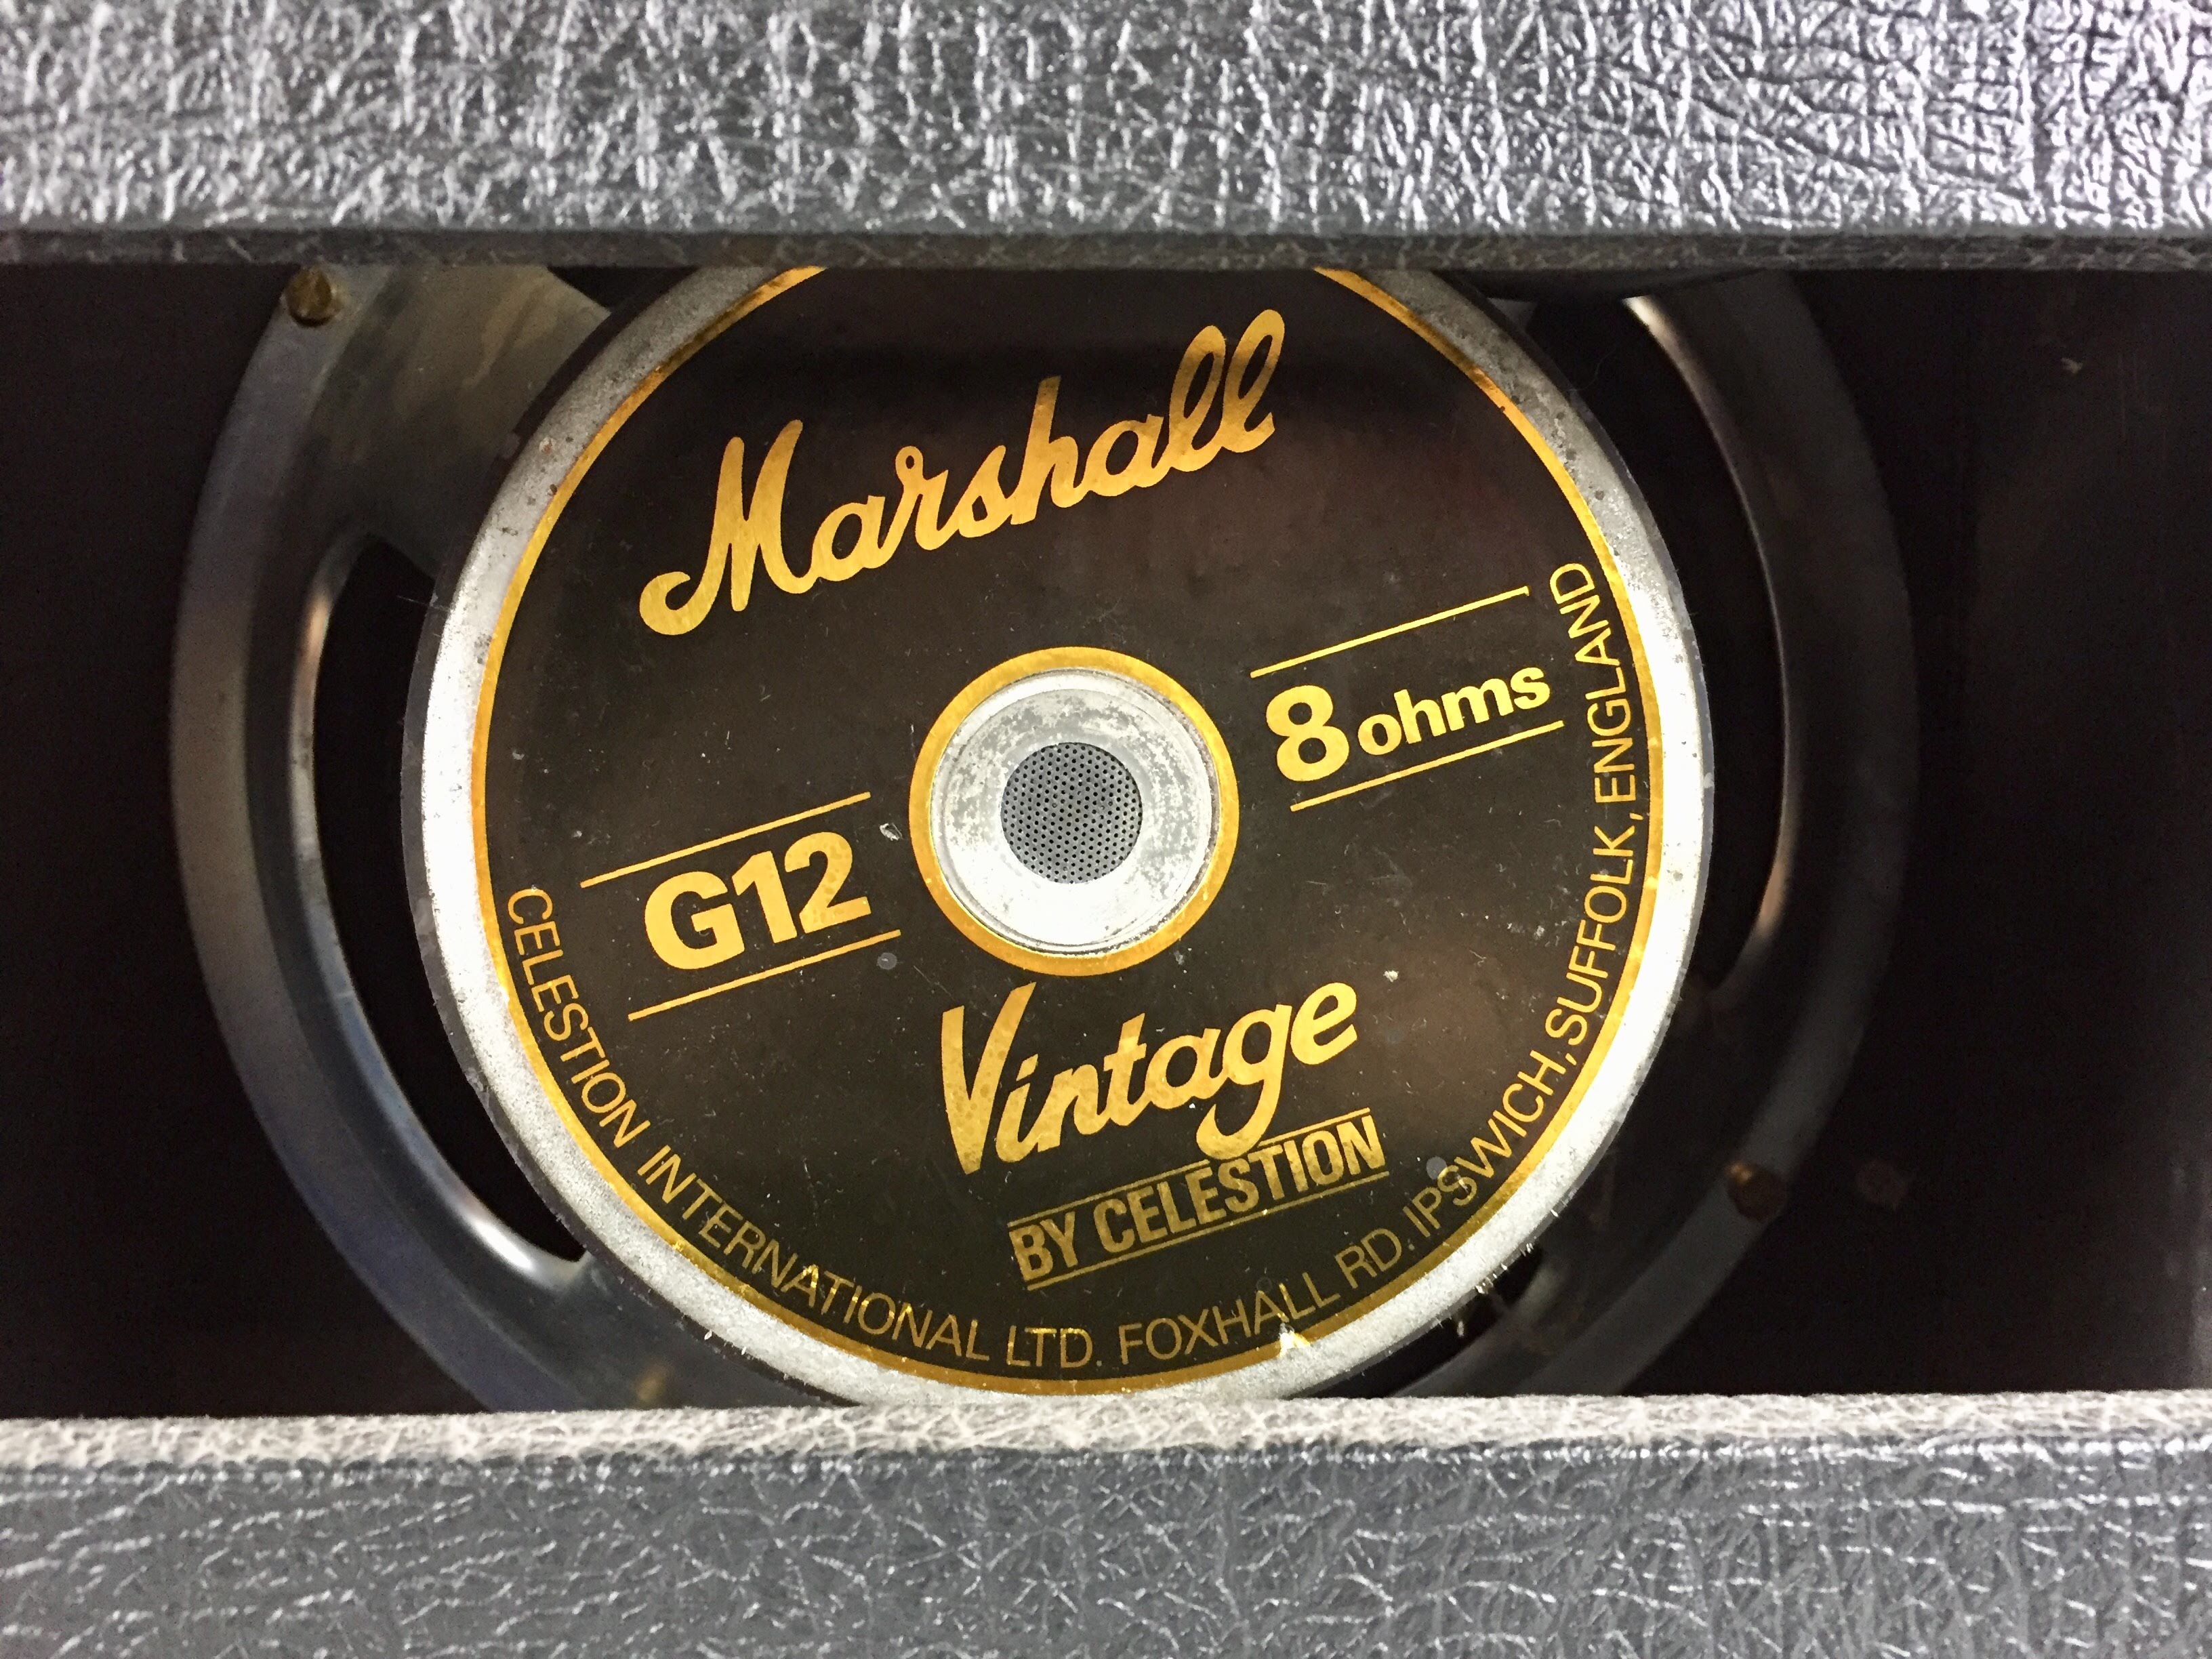 Marshall
8 ohms
G12
Vintage
BY CELESTION
CELESTION INTERNATIONAL LTD. FOXHALL RD. IPSWICH, SUFFOLK, ENGLAND